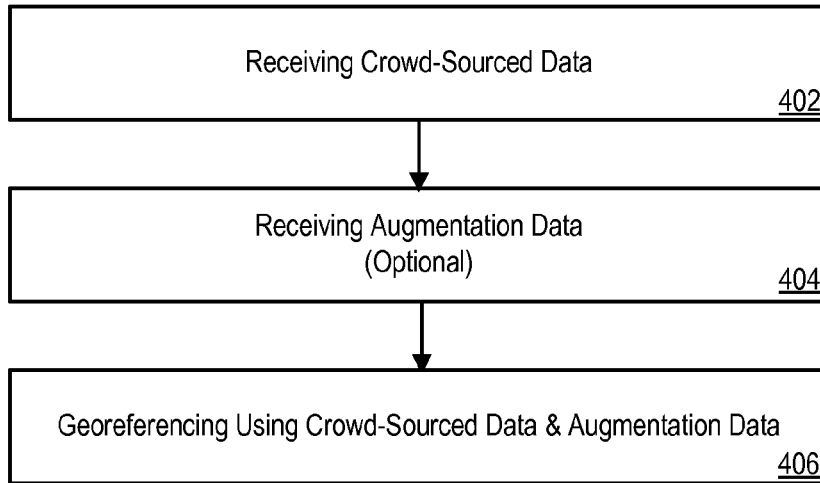 Receiving Crowd-Sourced Data
402
Receiving Augmentation Data
(Optional)
404
Georeferencing Using Crowd-Sourced Data & Augmentation Data
406